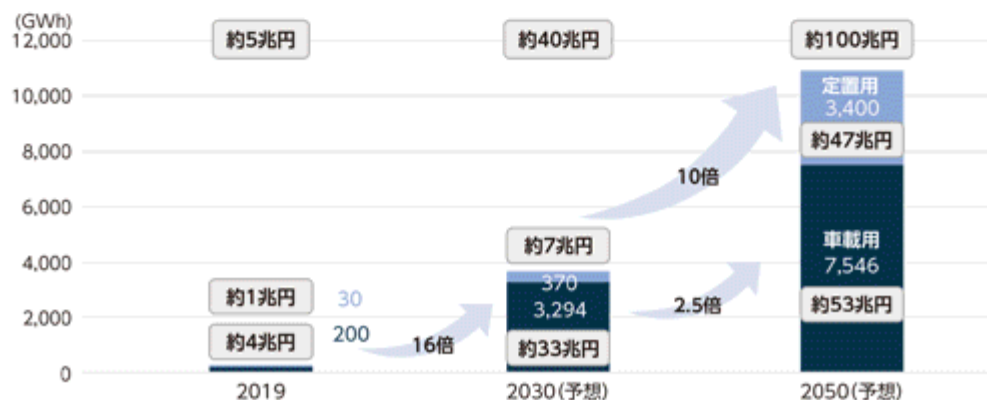 (GWh)
12,000
10,000
8,000
6,000
4,000
2,000
0
約5兆円
約40兆円
約100兆円
定置用
3,400
約47兆円
10倍
車載用
7,546
約7兆円
370
3,294
2.5倍
約53兆円
約1兆円
30
200
約4兆円
16倍
約33兆円
2019
2030(予想)
2050(予想)